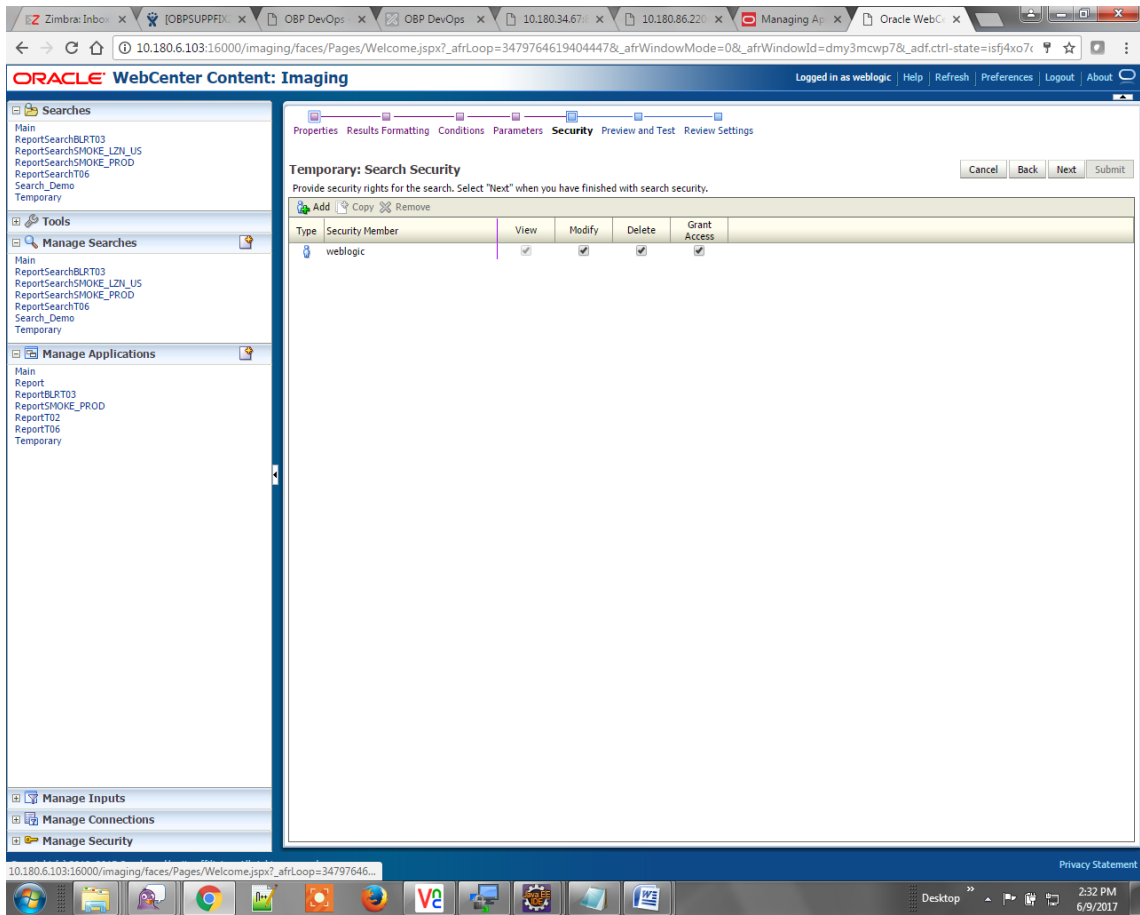 Zimbra: Inbox
[OBPSUPPFIX
OBP DevOps -
OBP DevOps
10.180.34.67:
10.180.86.220
Managing Ap
Oracle WebCe
10.180.6.103:16000/imaging/faces/Pages/Welcome.jspx?_afrLoop=34797646194044447&_afrWindowMode=0&_afrWindowId=dmy3mcwp7&_adf.ctrl-state=isfj4xo7c
ORACLE WebCenter Content: Imaging
Logged in as weblogic | Help | Refresh | Preferences | Logout | About
Searches
Main
ReportSearchBLRT03
ReportSearchSMOKE_LZN_US
ReportSearchSMOKE_PROD
ReportSearchT06
Search_Demo
Temporary
Tools
Manage Searches
Main
ReportSearchBLRT03
ReportSearchSMOKE_LZN_US
ReportSearchSMOKE_PROD
ReportSearchT06
Search_Demo
Temporary
Manage Applications
Main
Report
ReportBLRT03
ReportSMOKE_PROD
ReportT02
ReportT06
Temporary
Manage Inputs
Manage Connections
Manage Security
Properties Results Formatting Conditions Parameters Security Preview and Test Review Settings
Temporary: Search Security
Cancel Back Next Submit
Provide security rights for the search. Select "Next" when you have finished with search security.
Add Copy Remove
Type Security Member View Modify Delete Grant Access
weblogic
Privacy Statement
10.180.6.103:16000/imaging/faces/Pages/Welcome.jspx?_afrLoop=34797646...
Desktop
2:32 PM
6/9/2017